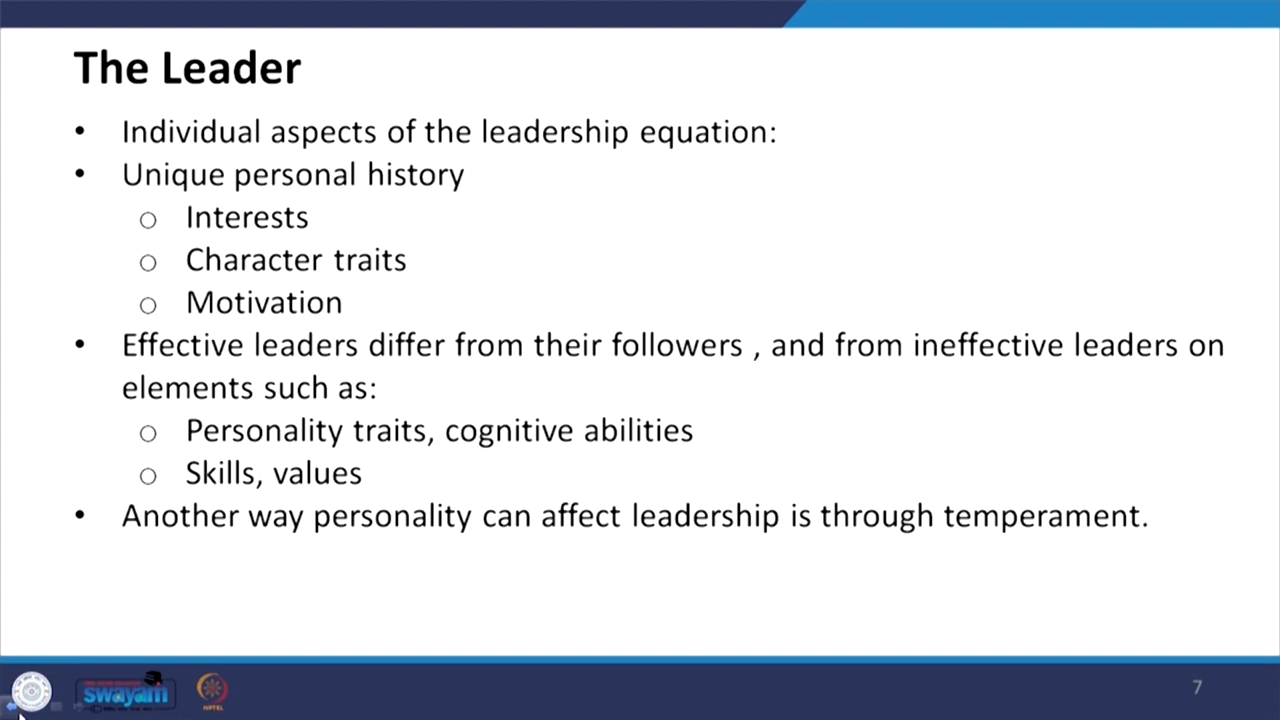 The Leader
• Individual aspects of the leadership equation:
• Unique personal history
○ Interests
○ Character traits
○ Motivation
• Effective leaders differ from their followers , and from ineffective leaders on
elements such as:
○ Personality traits, cognitive abilities
○ Skills, values
• Another way personality can affect leadership is through temperament.
swayam
NPTEL
7